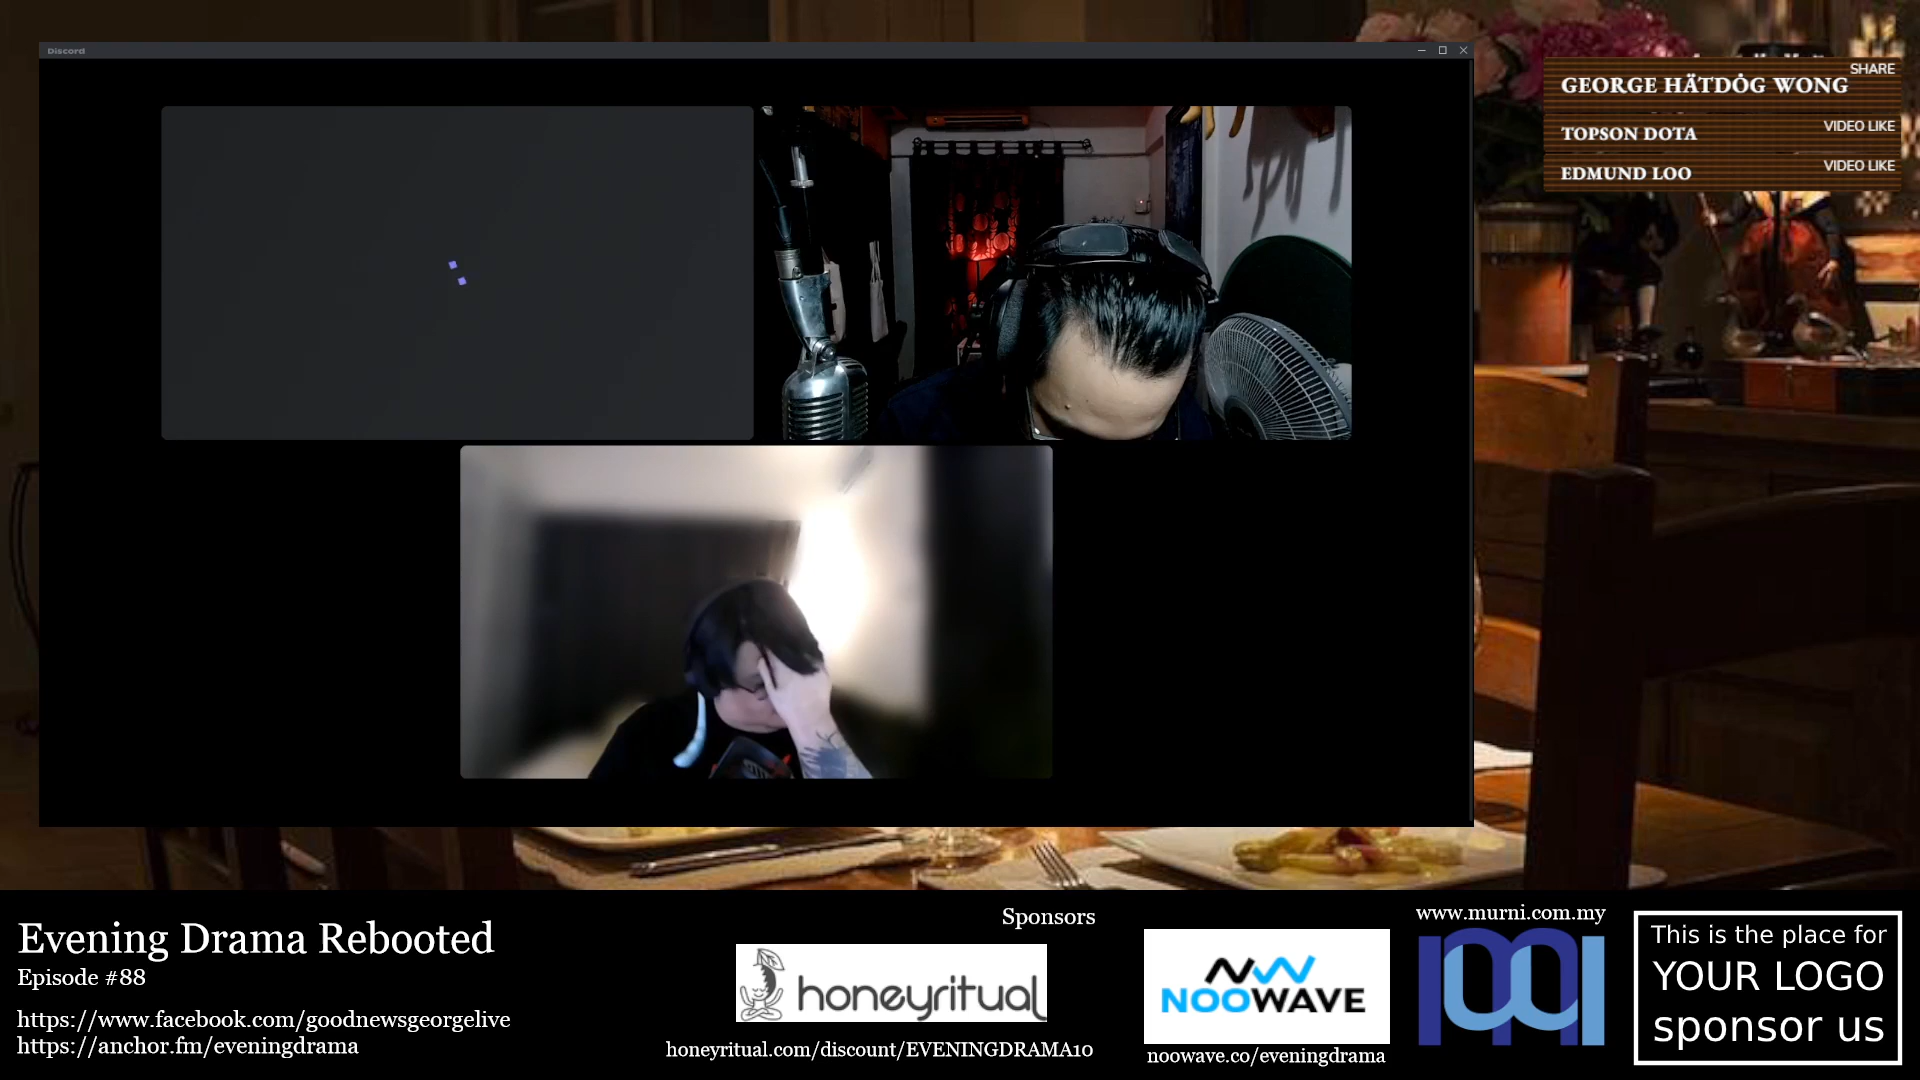 Discord
SHARE
GEORGE HÄTDÖG WONG
VIDEO LIKE
TOPSON DOTA
VIDEO LIKE
EDMUND LOO
Evening Drama Rebooted
Episode #88
https://www.facebook.com/goodnewsgeorgelive
https://anchor.fm/eveningdrama
Sponsors
honeyritual
honeyritual.com/discount/EVENINGDRAMA10
NOOWAVE
noowave.co/eveningdrama
www.murni.com.my
This is the place for
YOUR LOGO
sponsor us